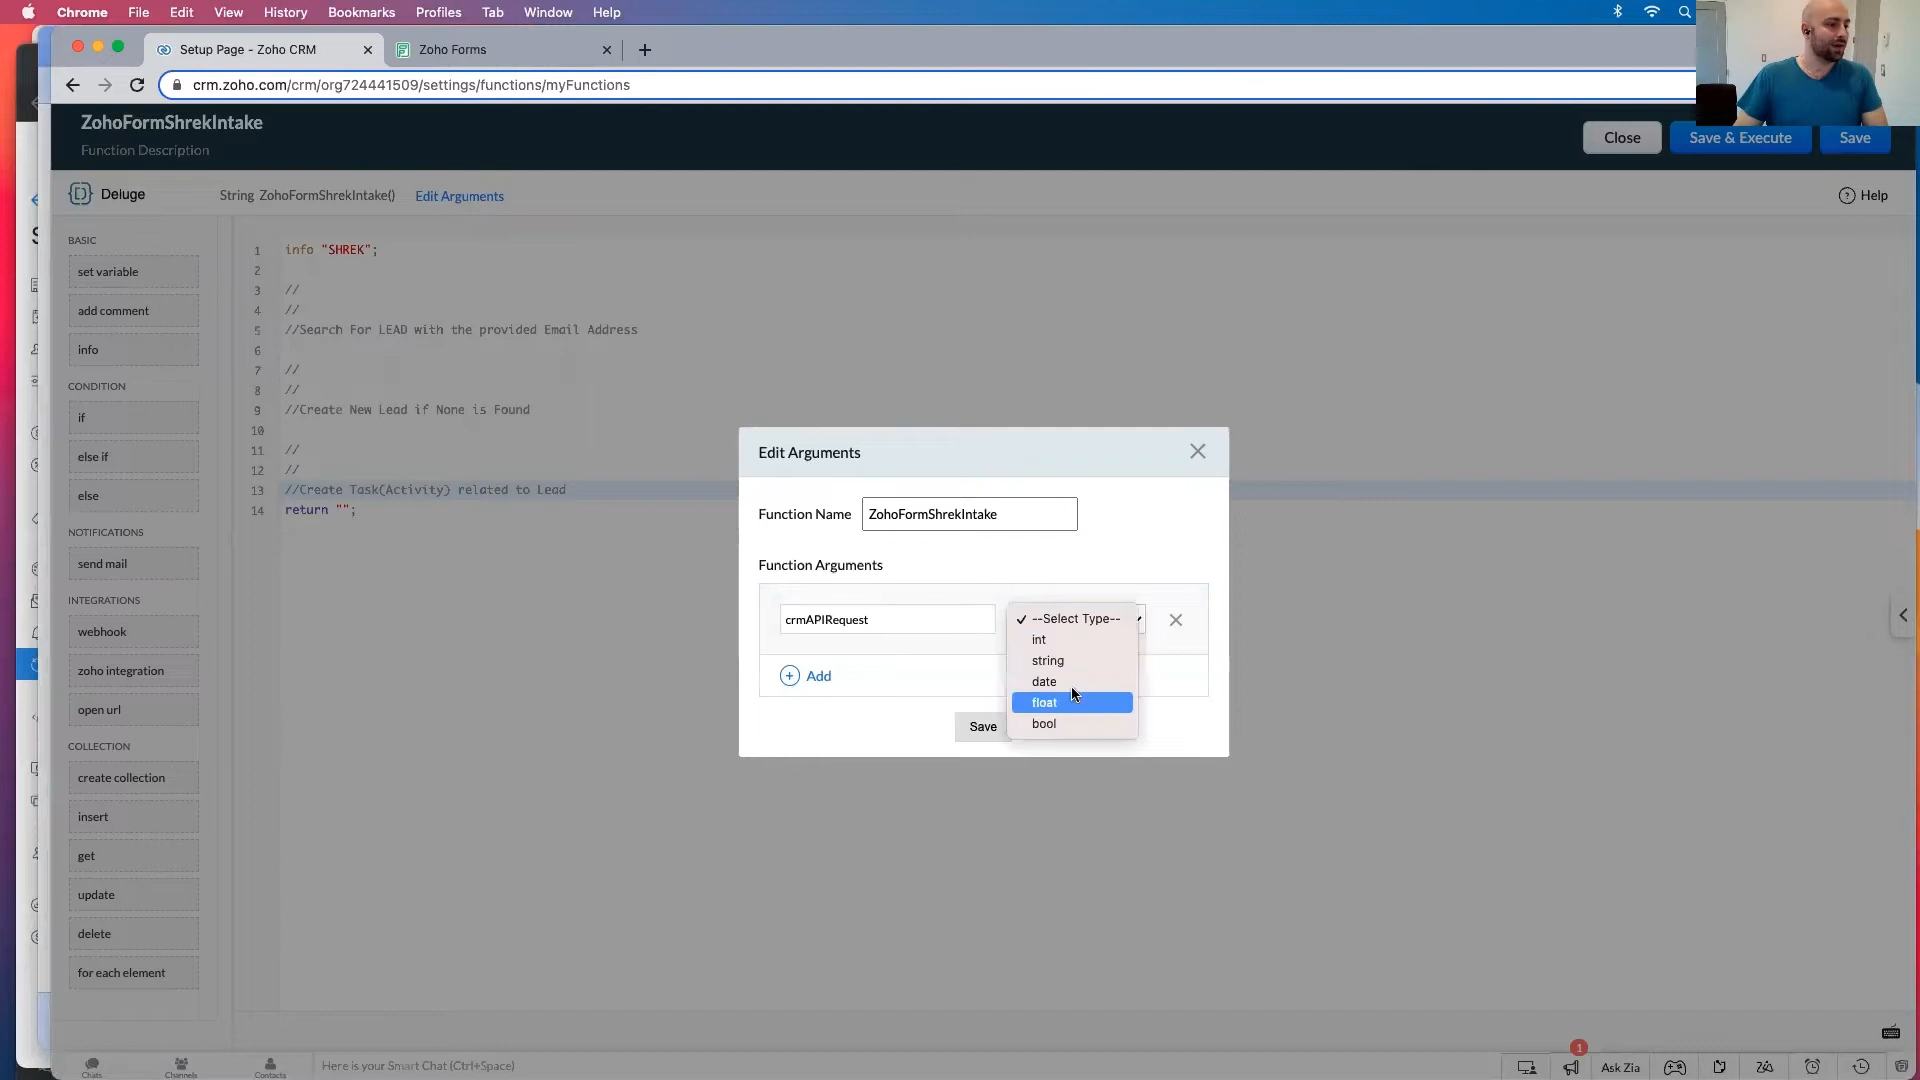 Chrome File Edit View History Bookmarks Profiles Tab Window Help
Setup Page - Zoho CRM
Zoho Forms
crm.zoho.com/crm/org724441509/settings/functions/myFunctions
ZohoFormShrekIntake
Function Description
Close
Save & Execute
Save
Deluge
String ZohoFormShrekIntake()
Edit Arguments
Help
BASIC
set variable
add comment
info
CONDITION
if
else if
else
NOTIFICATIONS
send mail
INTEGRATIONS
webhook
zoho integration
open url
COLLECTION
create collection
insert
get
update
delete
for each element
1 info "SHREK";
2
3 //
4 //
5 //Search For LEAD with the provided Email Address
6
7 //
8 //
9 //Create New Lead if None is Found
10
11 //
12 //
13 //Create Task(Activity) related to Lead
14 return "";
Edit Arguments
Function Name ZohoFormShrekIntake
Function Arguments
crmAPIRequest
--Select Type--
int
string
date
float
bool
Add
Save
Chats
Channels
Contacts
Here is your Smart Chat (Ctrl+Space)
1
Ask Zia